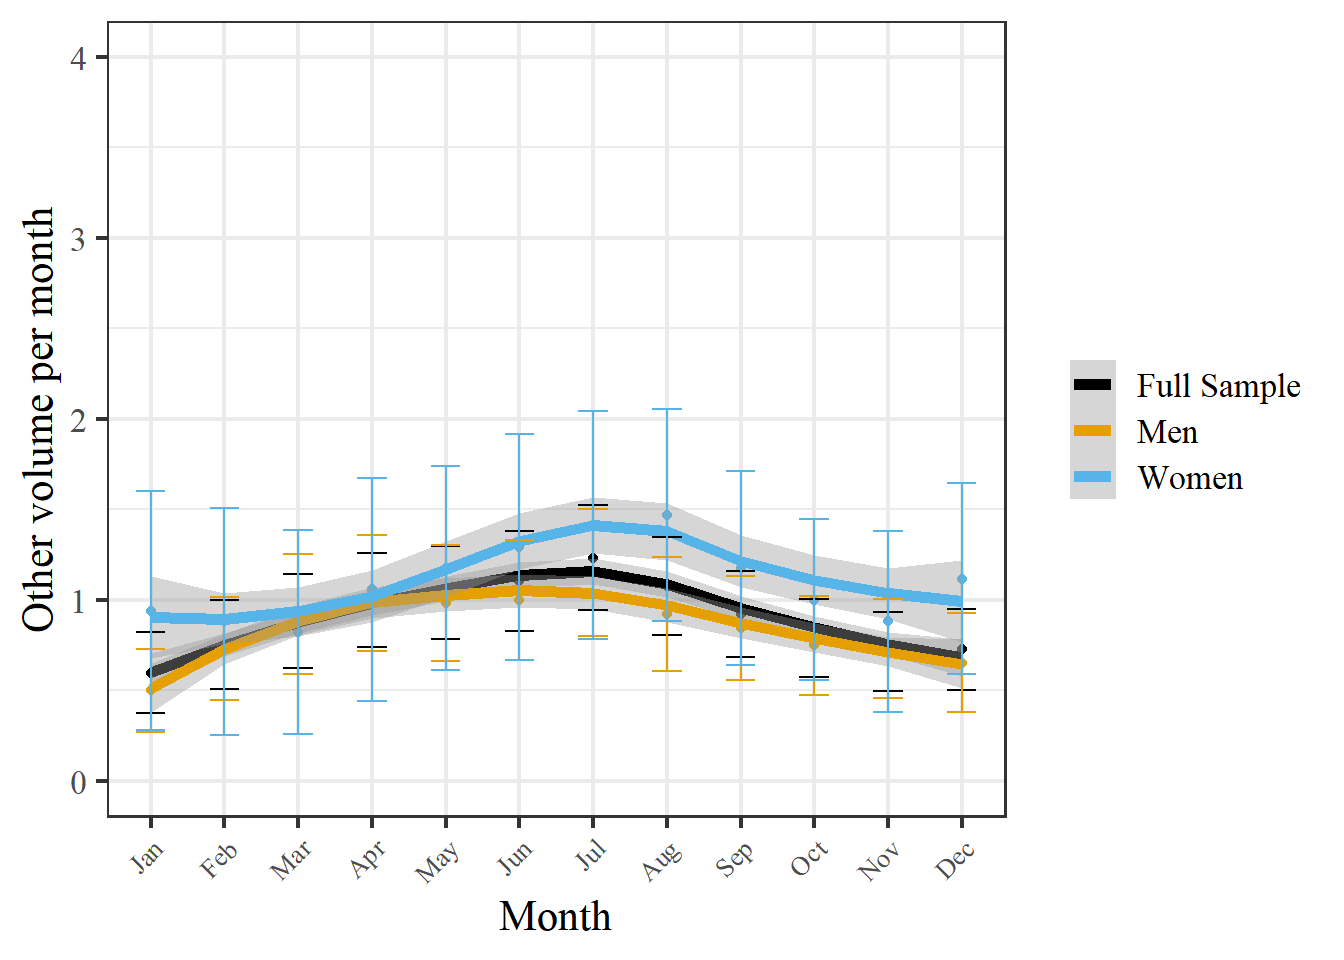 Other volume per month
4
3
2
1
0
Jan
Feb
Mar
Apr
May
Jun
Jul
Aug
Sep
Oct
Nov
Dec
Month
Full Sample
Men
Women